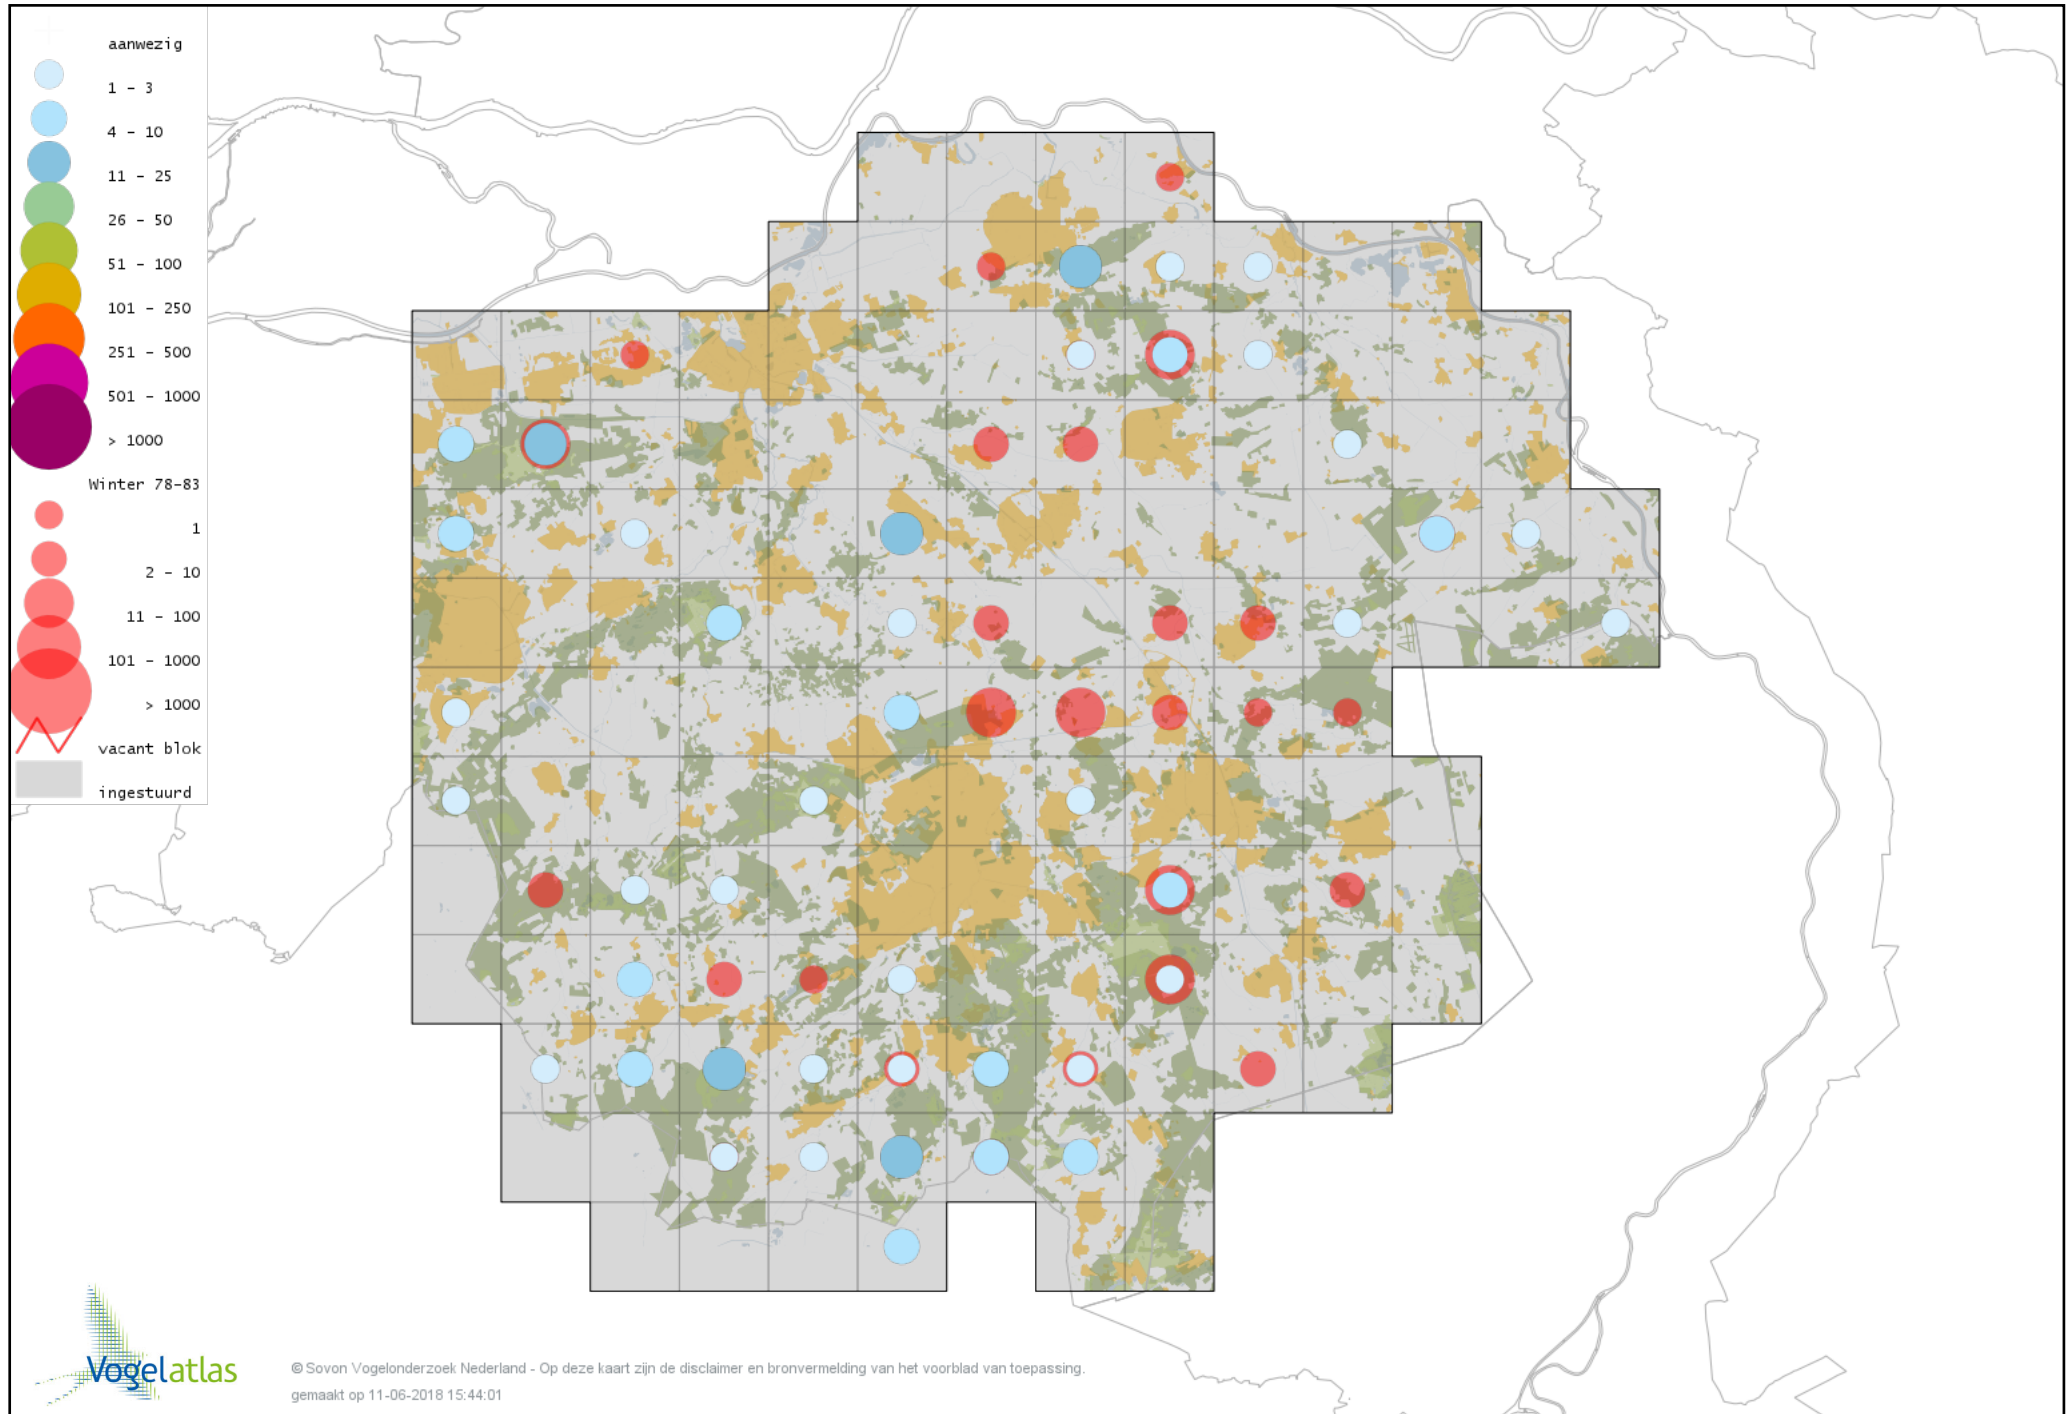 aanwezig
1 - 3
4 - 10
11 - 25
26 - 50
51 - 100
101 - 250
251 - 500
501 - 1000
> 1000
Winter 78-83
1
2 - 10
11 - 100
101 - 1000
> 1000
vacant blok
ingestuurd
Vogelatlas
© Sovon Vogelonderzoek Nederland - Op deze kaart zijn de disclaimer en bronvermelding van het voorblad van toepassing.
gemaakt op 11-06-2018 15:44:01